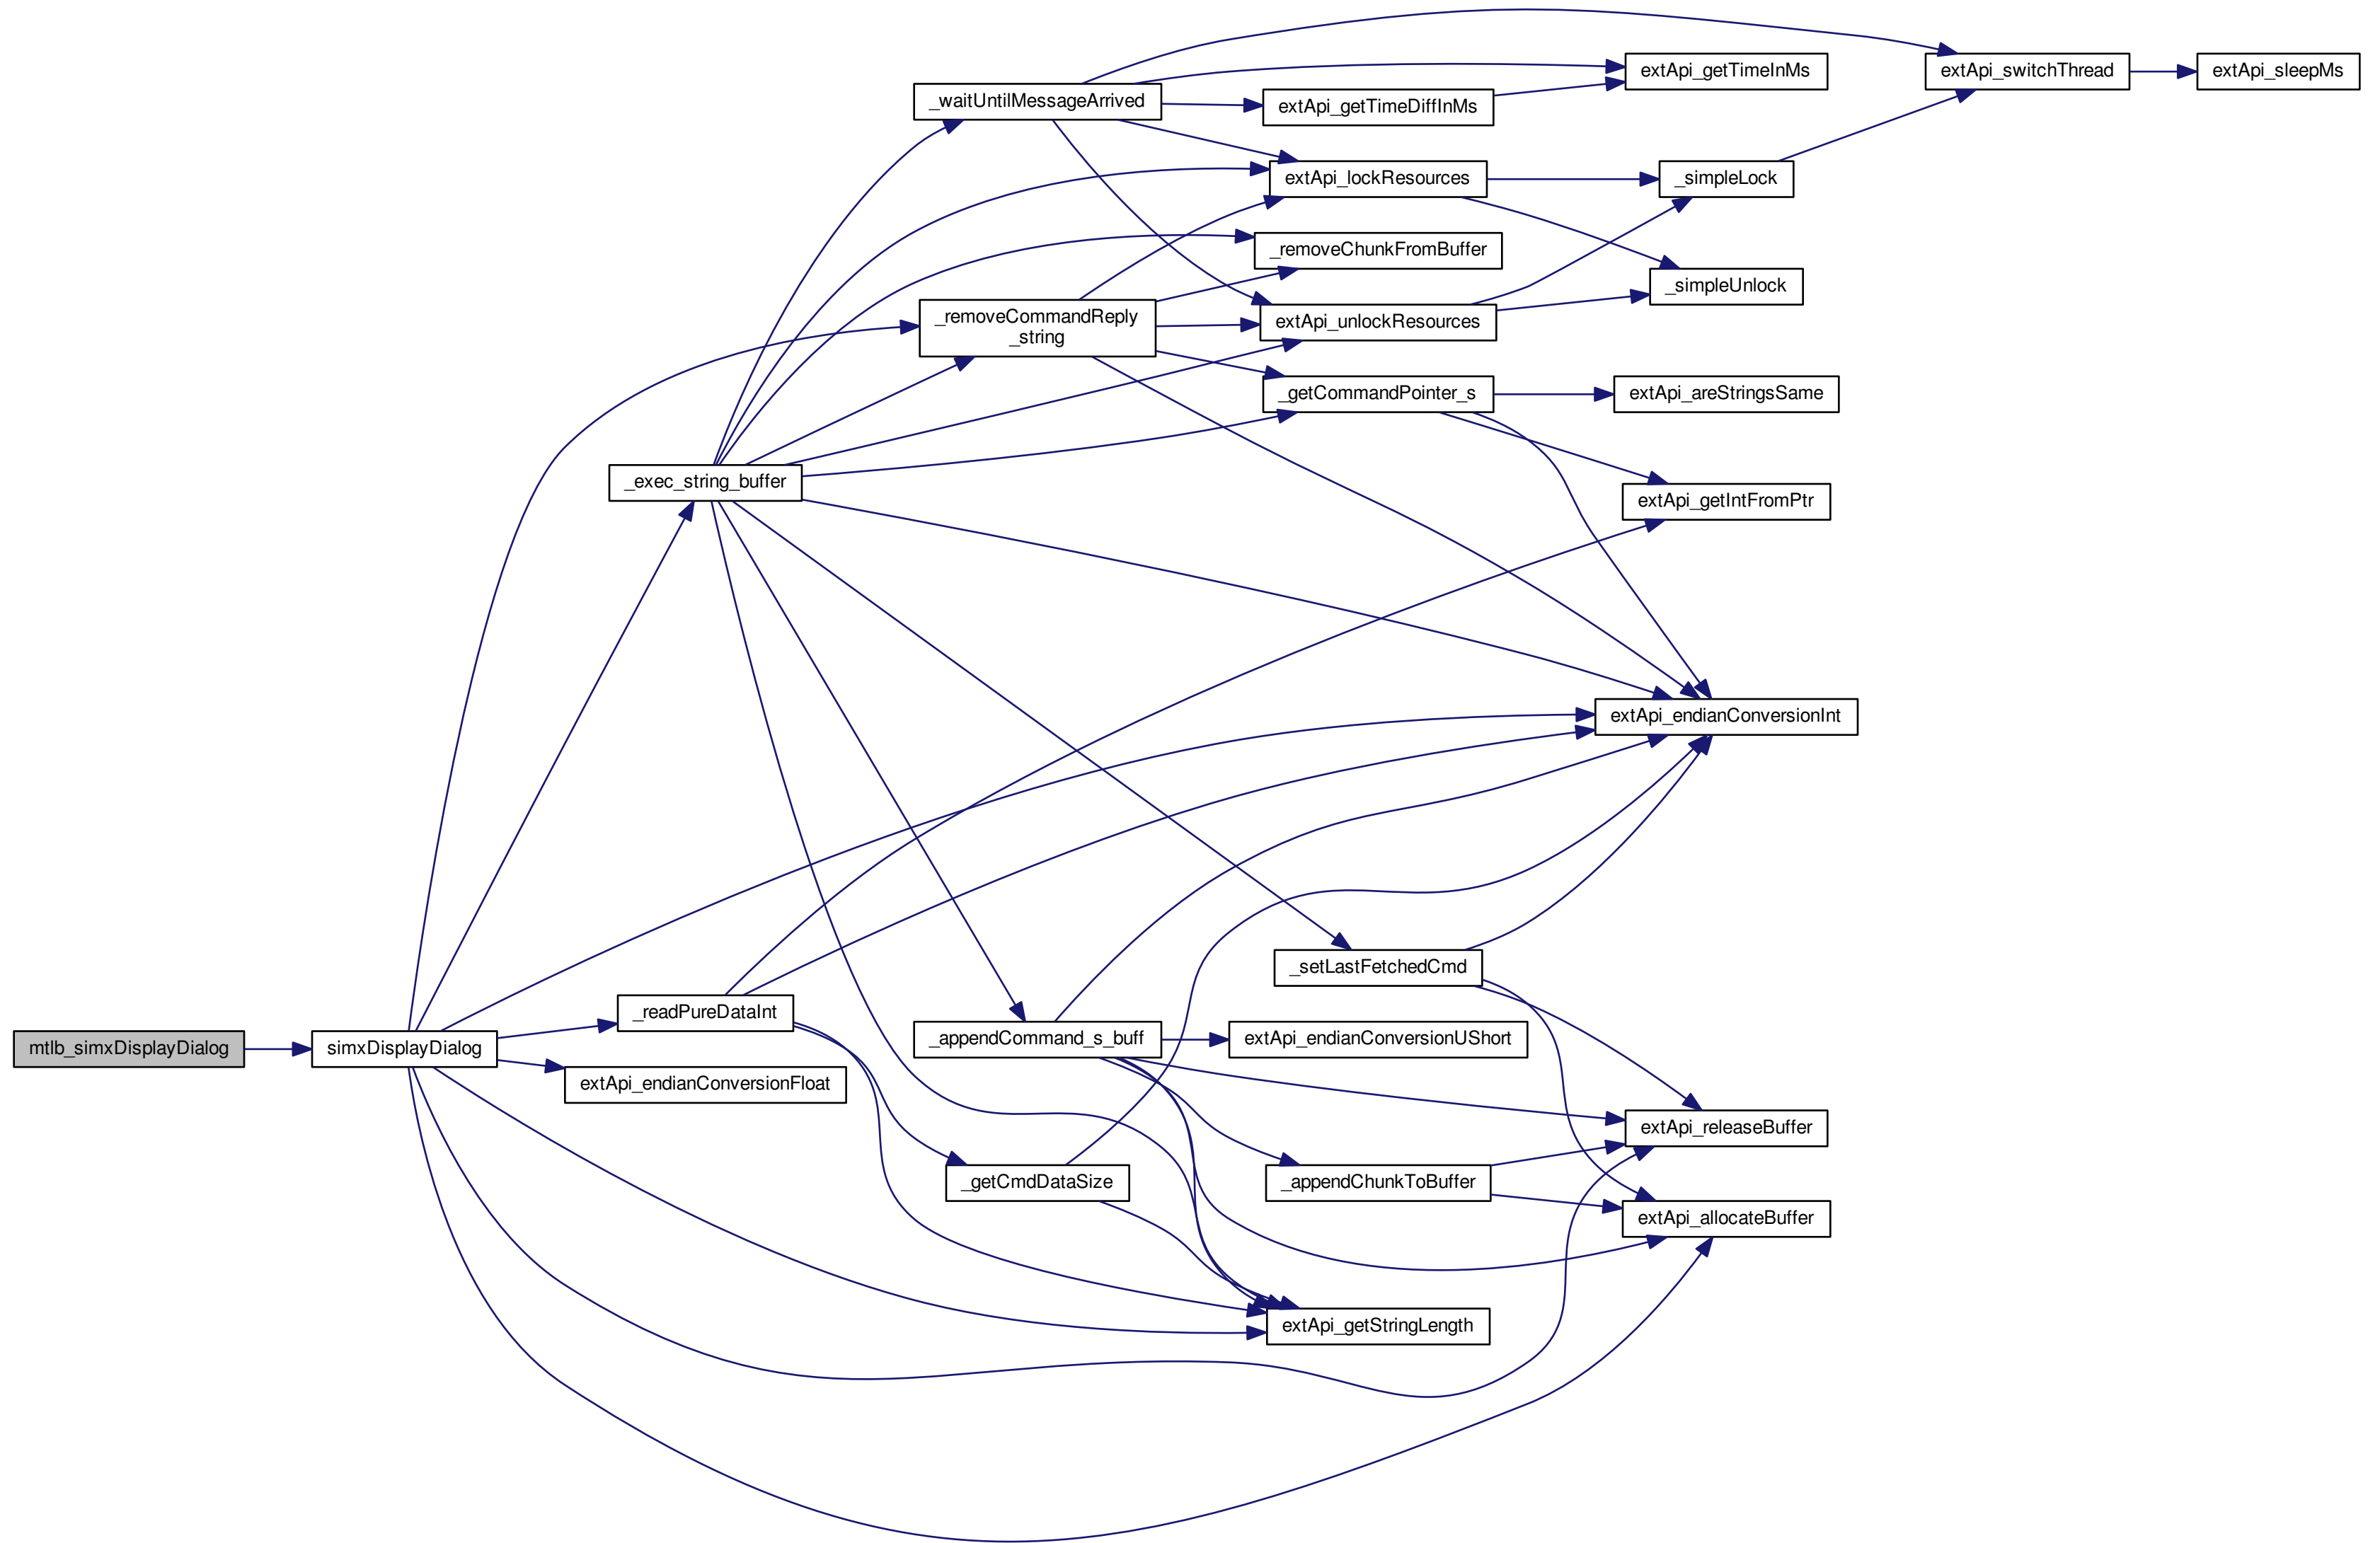 extApi_getTimeInMs
extApi_switchThread
extApi_sleepMs
_waitUntilMessageArrived
extApi_getTimeDiffInMs
extApi_lockResources
_simpleLock
_removeChunkFromBuffer
_simpleUnlock
_removeCommandReply
_string
extApi_unlockResources
_getCommandPointer_s
extApi_areStringsSame
_exec_string_buffer
extApi_getIntFromPtr
extApi_endianConversionInt
_setLastFetchedCmd
_readPureDataInt
mtlb_simxDisplayDialog
simxDisplayDialog
_appendCommand_s_buff
extApi_endianConversionUShort
extApi_endianConversionFloat
extApi_releaseBuffer
_getCmdDataSize
_appendChunkToBuffer
extApi_allocateBuffer
extApi_getStringLength